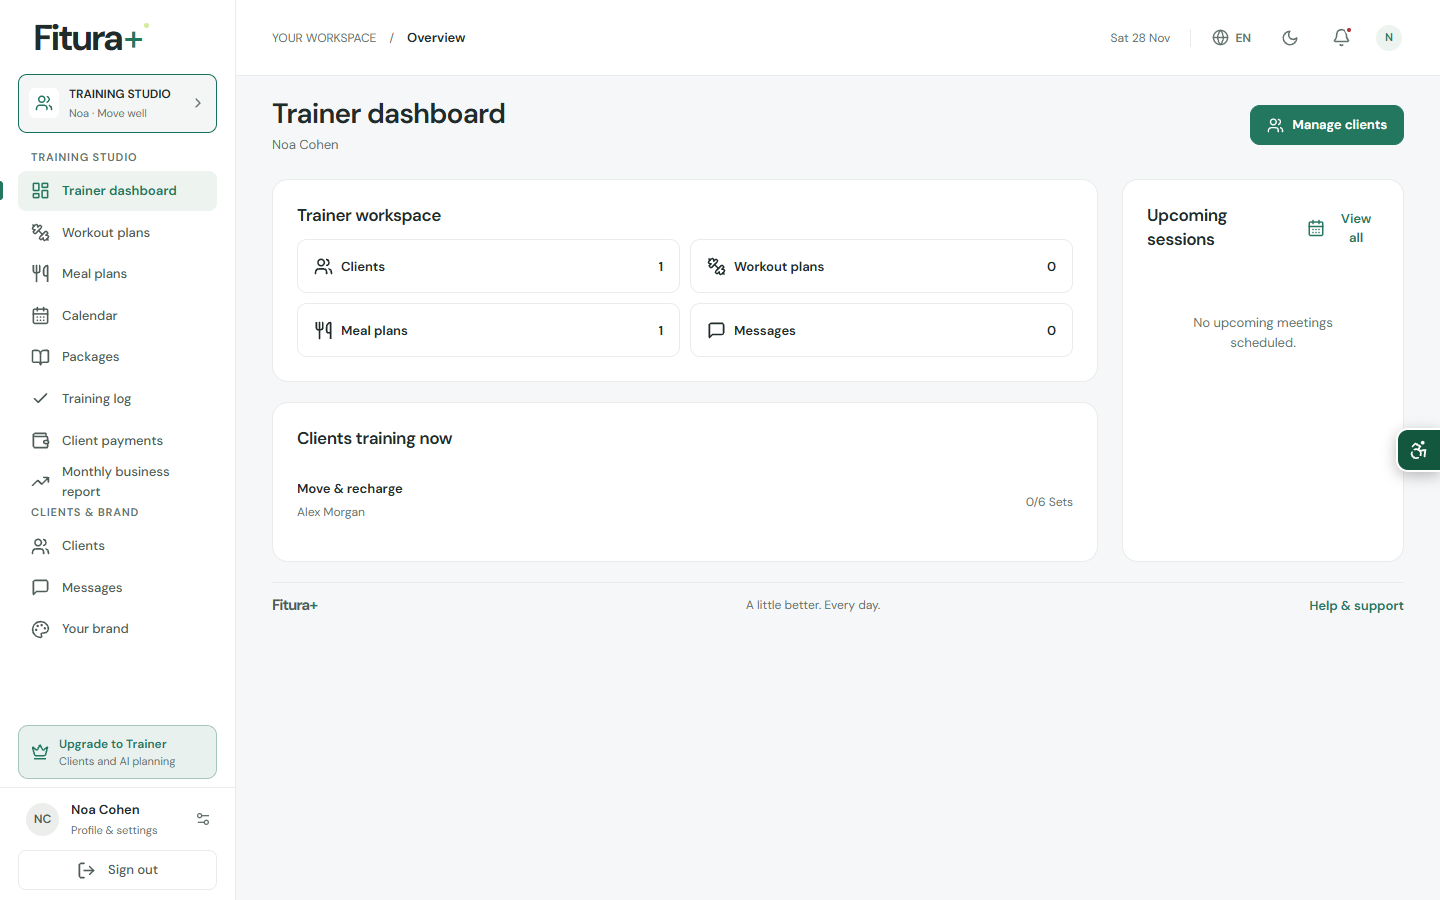 Fitura+
TRAINING STUDIO
Noa · Move well
TRAINING STUDIO
Trainer dashboard
Workout plans
Meal plans
Calendar
Packages
Training log
Client payments
Monthly business
report
CLIENTS & BRAND
Clients
Messages
Your brand
Upgrade to Trainer
Clients and AI planning
NC
Noa Cohen
Profile & settings
Sign out
YOUR WORKSPACE / Overview
Sat 28 Nov
EN
N
Trainer dashboard
Noa Cohen
Manage clients
Trainer workspace
Clients 1
Workout plans 0
Meal plans 1
Messages 0
Clients training now
Move & recharge
Alex Morgan
0/6 Sets
Upcoming
sessions
View
all
No upcoming meetings
scheduled.
Fitura+
A little better. Every day.
Help & support